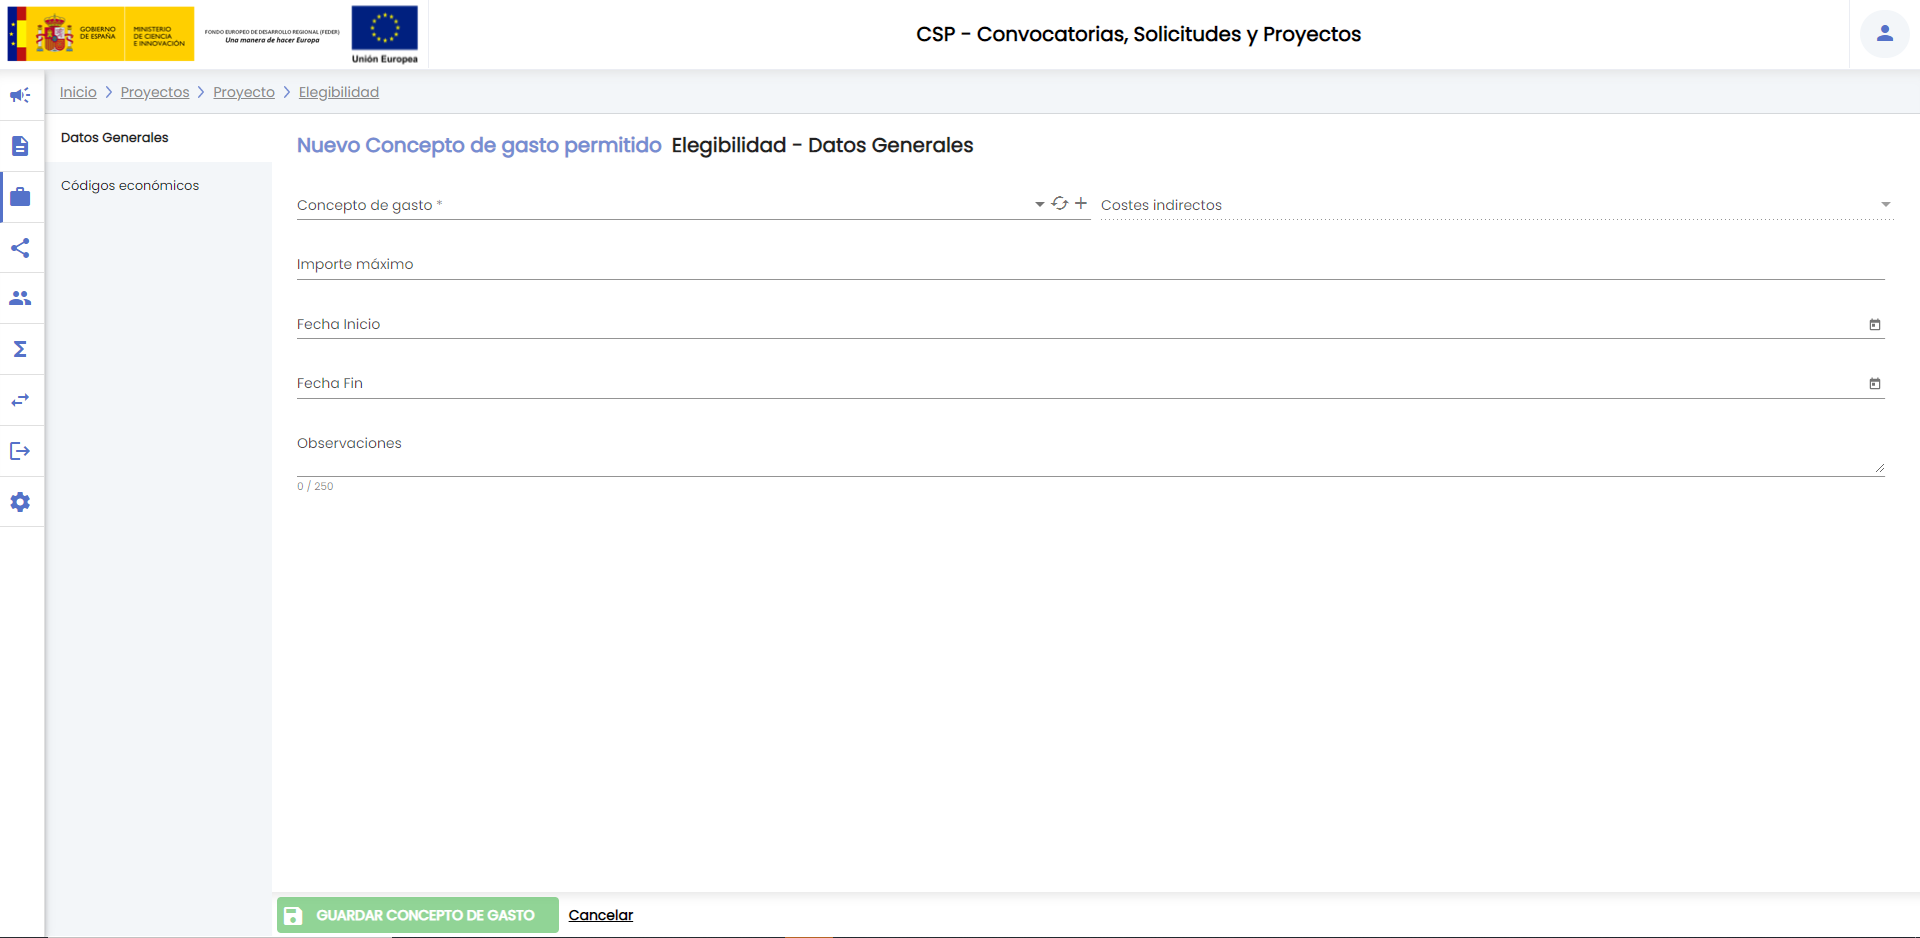 GOBIERNO
DE ESPAÑA
MINISTERIO
DE CIENCIA
E INNOVACIÓN
FONDO EUROPEO DE DESARROLLO REGIONAL (FEDER)
Una manera de hacer Europa
Unión Europea
CSP - Convocatorias, Solicitudes y Proyectos
Inicio > Proyectos > Proyecto > Elegibilidad
Datos Generales
Códigos económicos
Nuevo Concepto de gasto permitido Elegibilidad - Datos Generales
Concepto de gasto *
Costes indirectos
Importe máximo
Fecha Inicio
Fecha Fin
Observaciones
0 / 250
GUARDAR CONCEPTO DE GASTO
Cancelar